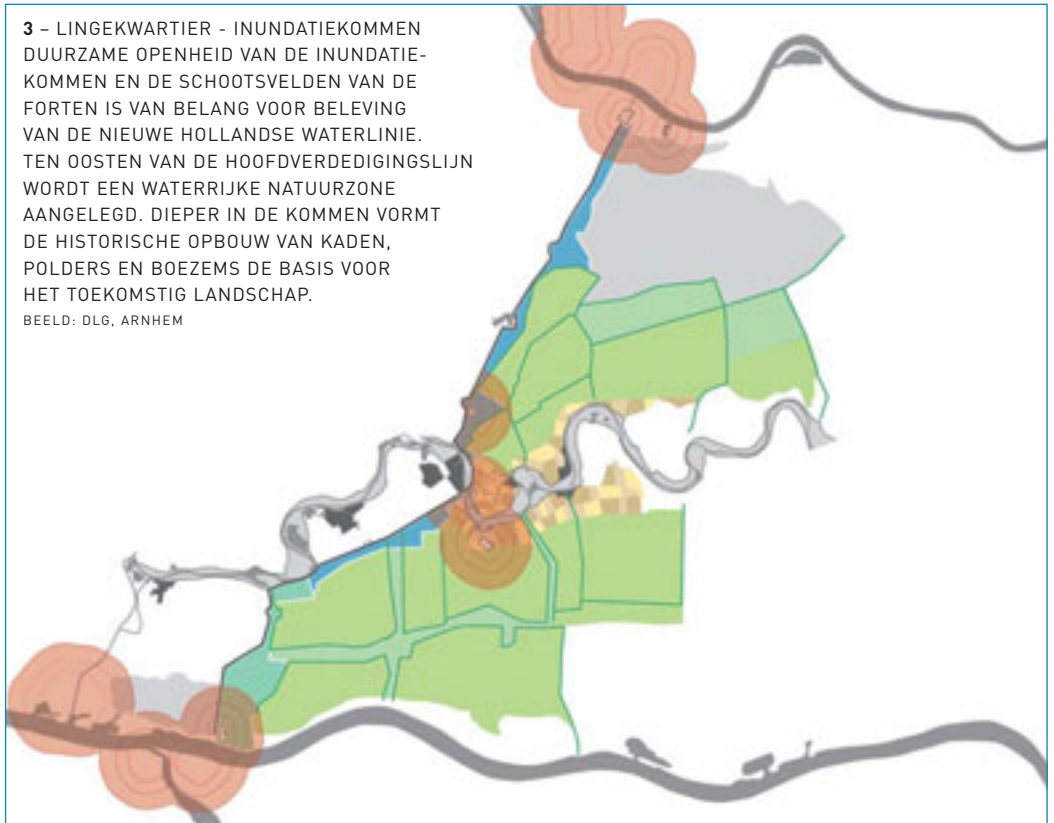 3 – LINGEKWARTIER - INUNDATIEKOMMEN
DUURZAME OPENHEID VAN DE INUNDATIE-
KOMMEN EN DE SCHOOTSVELDEN VAN DE
FORTEN IS VAN BELANG VOOR BELEVING
VAN DE NIEUWE HOLLANDSE WATERLINIE.
TEN OOSTEN VAN DE HOOFDVERDEDIGINGSLIJN
WORDT EEN WATERRIJKE NATUURZONE
AANGELEGD. DIEPER IN DE KOMMEN VORMT
DE HISTORISCHE OPBOUW VAN KADEN,
POLDERS EN BOEZEMS DE BASIS VOOR
HET TOEKOMSTIG LANDSCHAP.
BEELD: DLG, ARNHEM